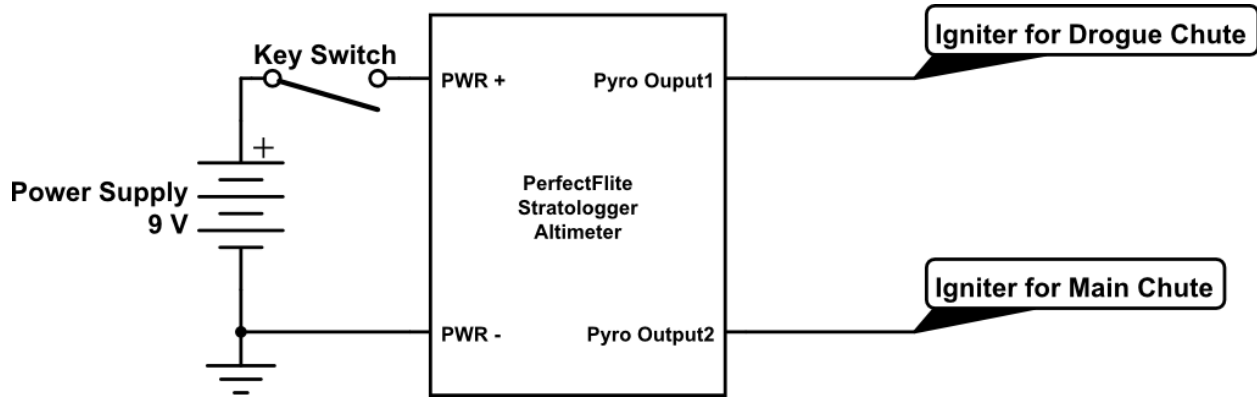 Igniter for Drogue Chute
Key Switch
PWR +
Pyro Ouput1
+
Power Supply
9 V
PerfectFlite
Stratologger
Altimeter
Igniter for Main Chute
PWR -
Pyro Output2